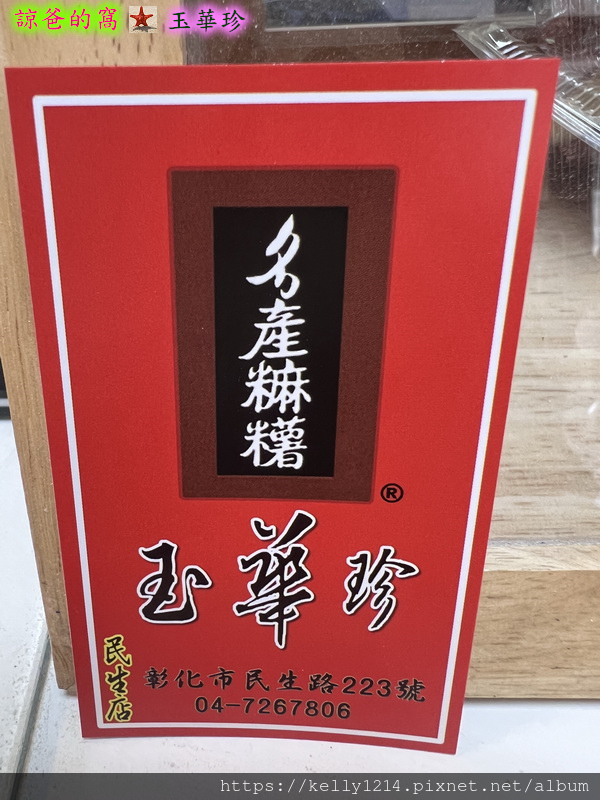 諒爸的窩 玉華珍
名產糍糬
®
玉華珍
民生店
彰化市民生路223號
04-7267806
https://kelly1214.pixnet.net/album